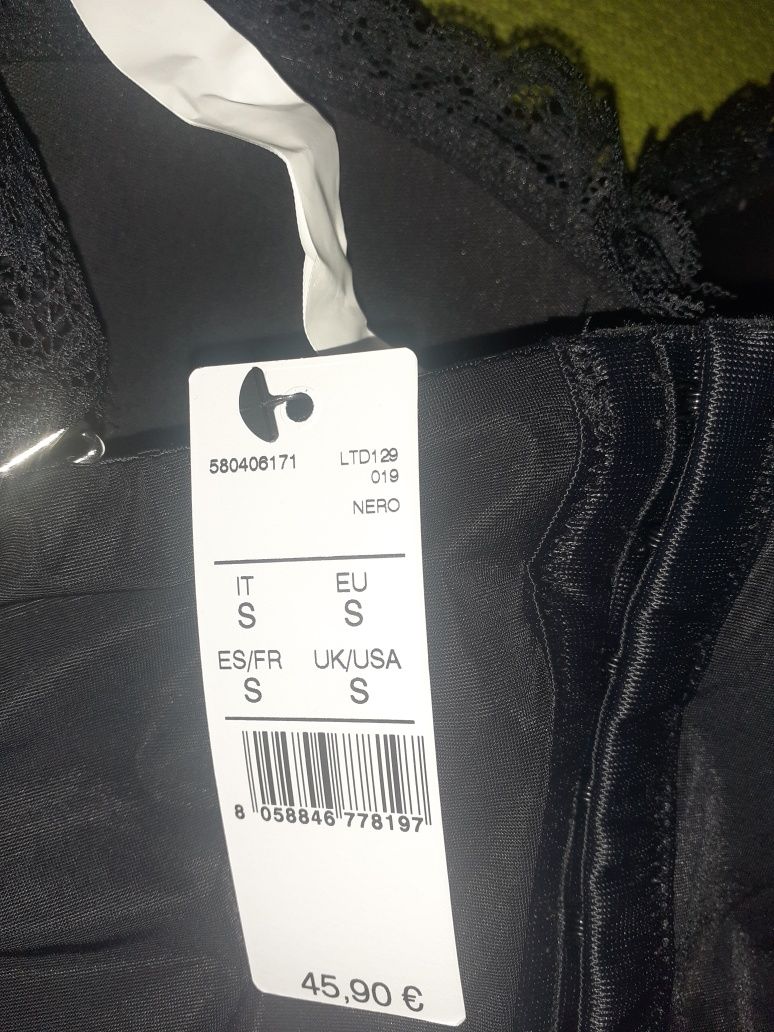 580406171 LTD129
019
NERO
IT EU
S S
ES/FR UK/USA
S S
8 058846 778197
45,90 €